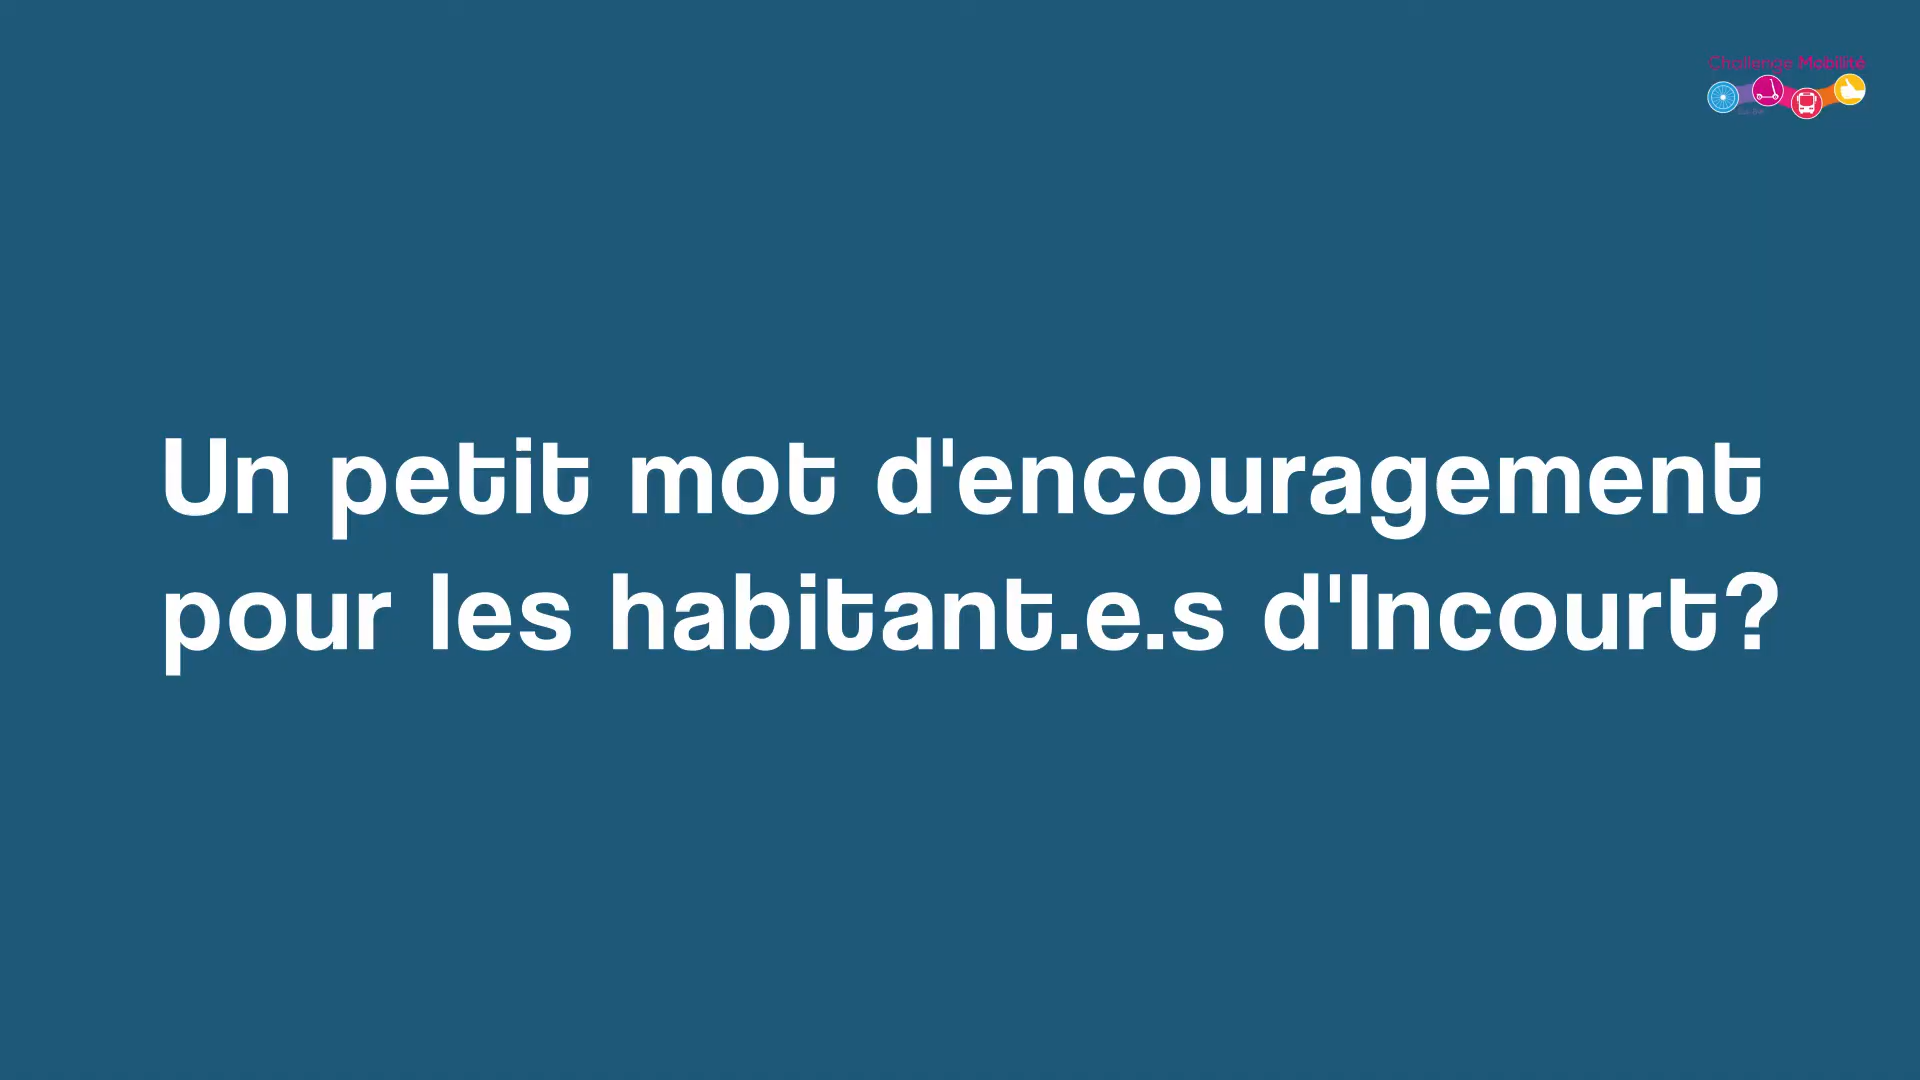 Challenge Mobilité
Un petit mot d'encouragement
pour les habitant.e.s d'Incourt?